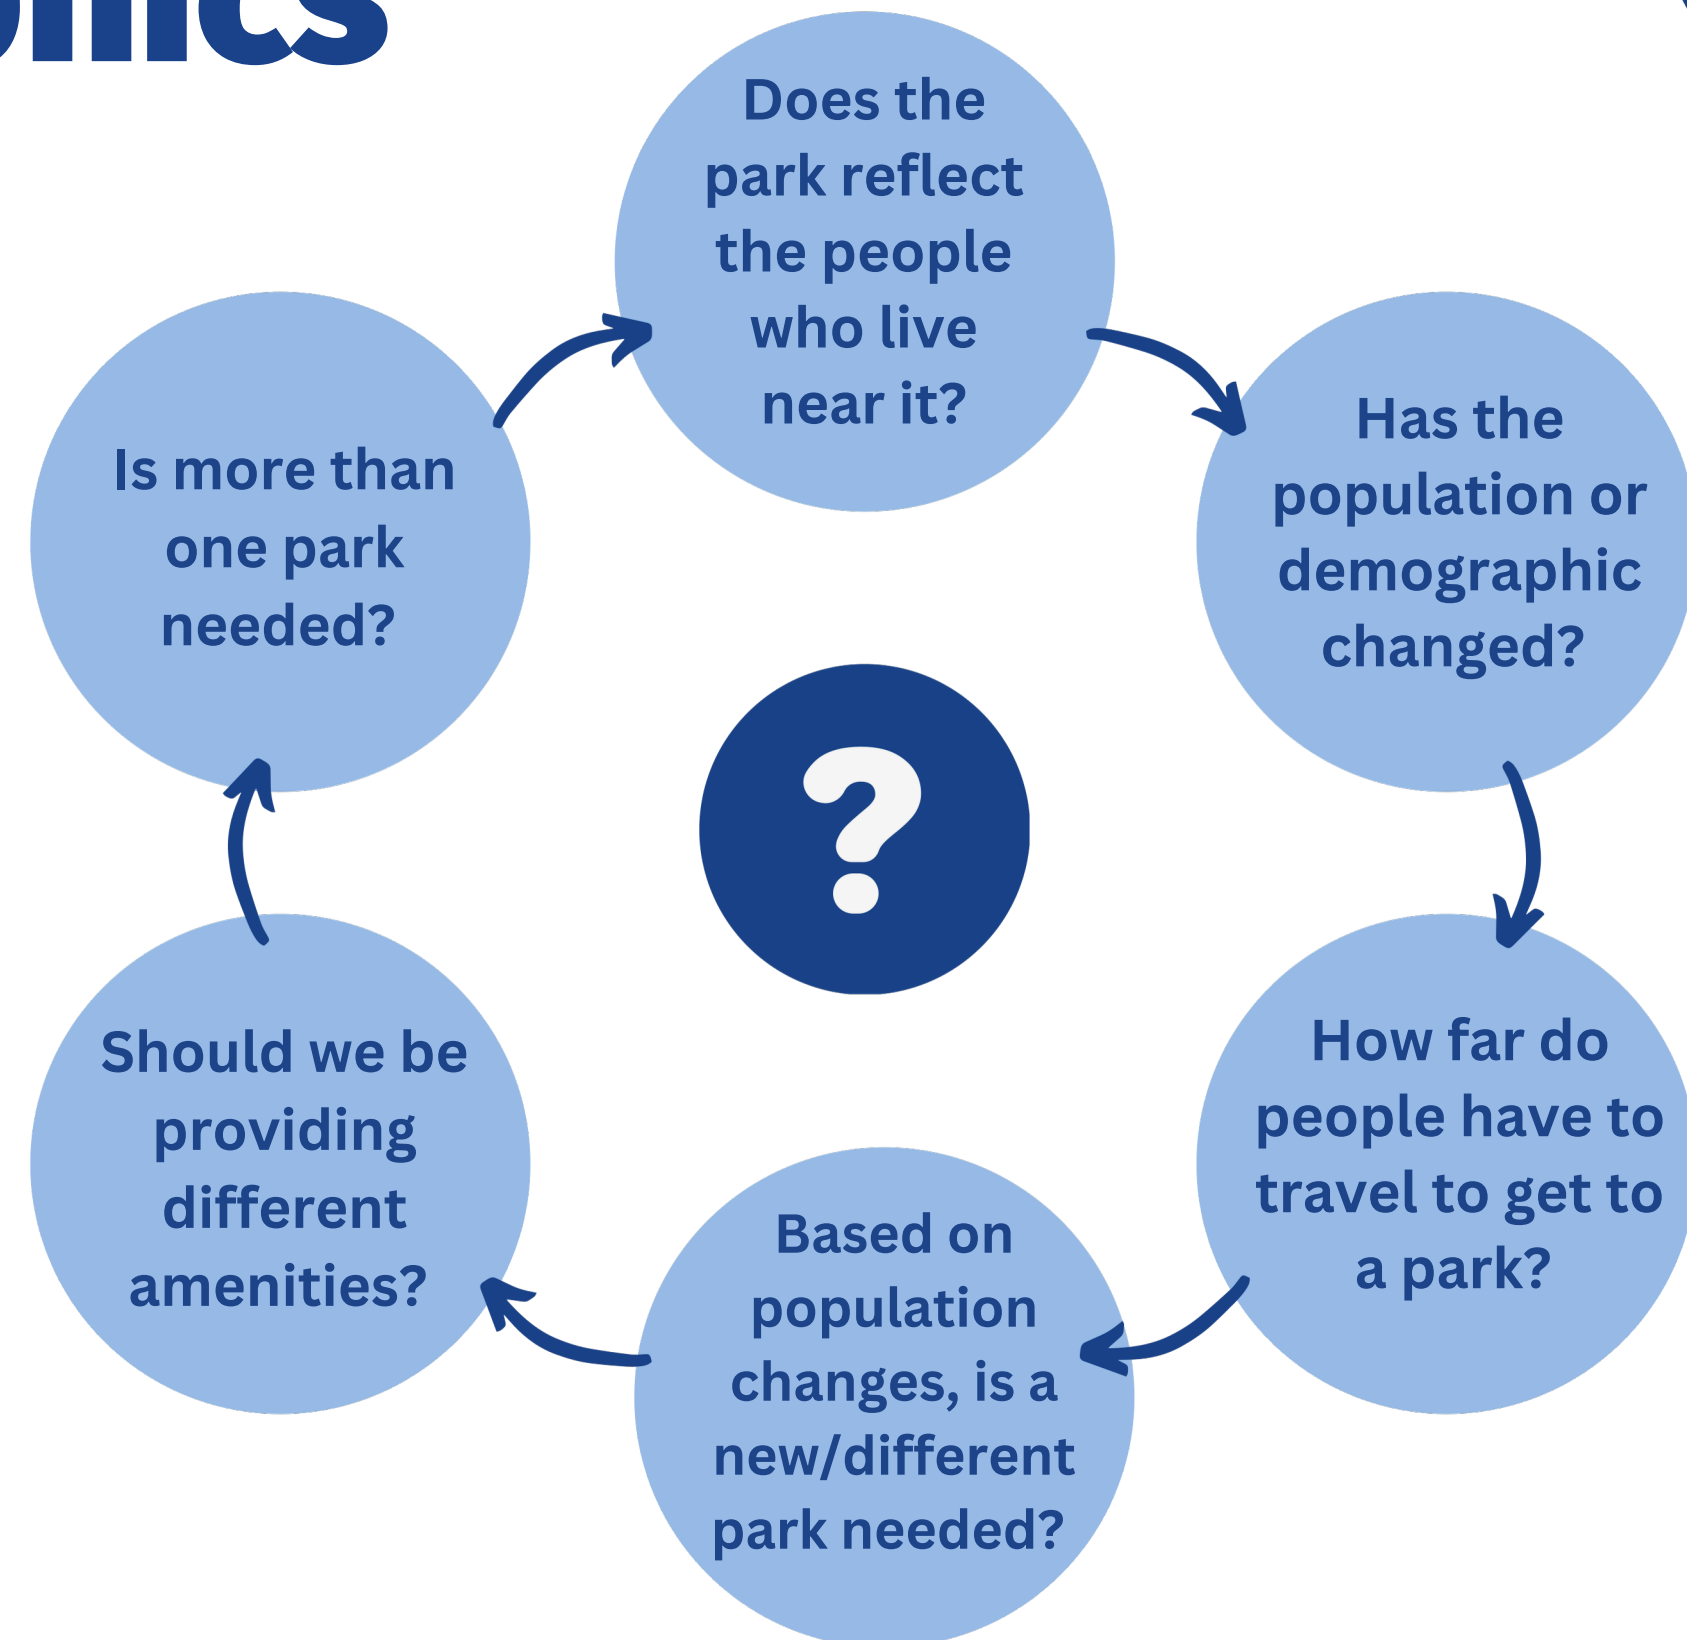 Does the
park reflect
the people
who live
near it?
Has the
population or
demographic
changed?
How far do
people have to
travel to get to
a park?
Based on
population
changes, is a
new/different
park needed?
Should we be
providing
different
amenities?
Is more than
one park
needed?
?